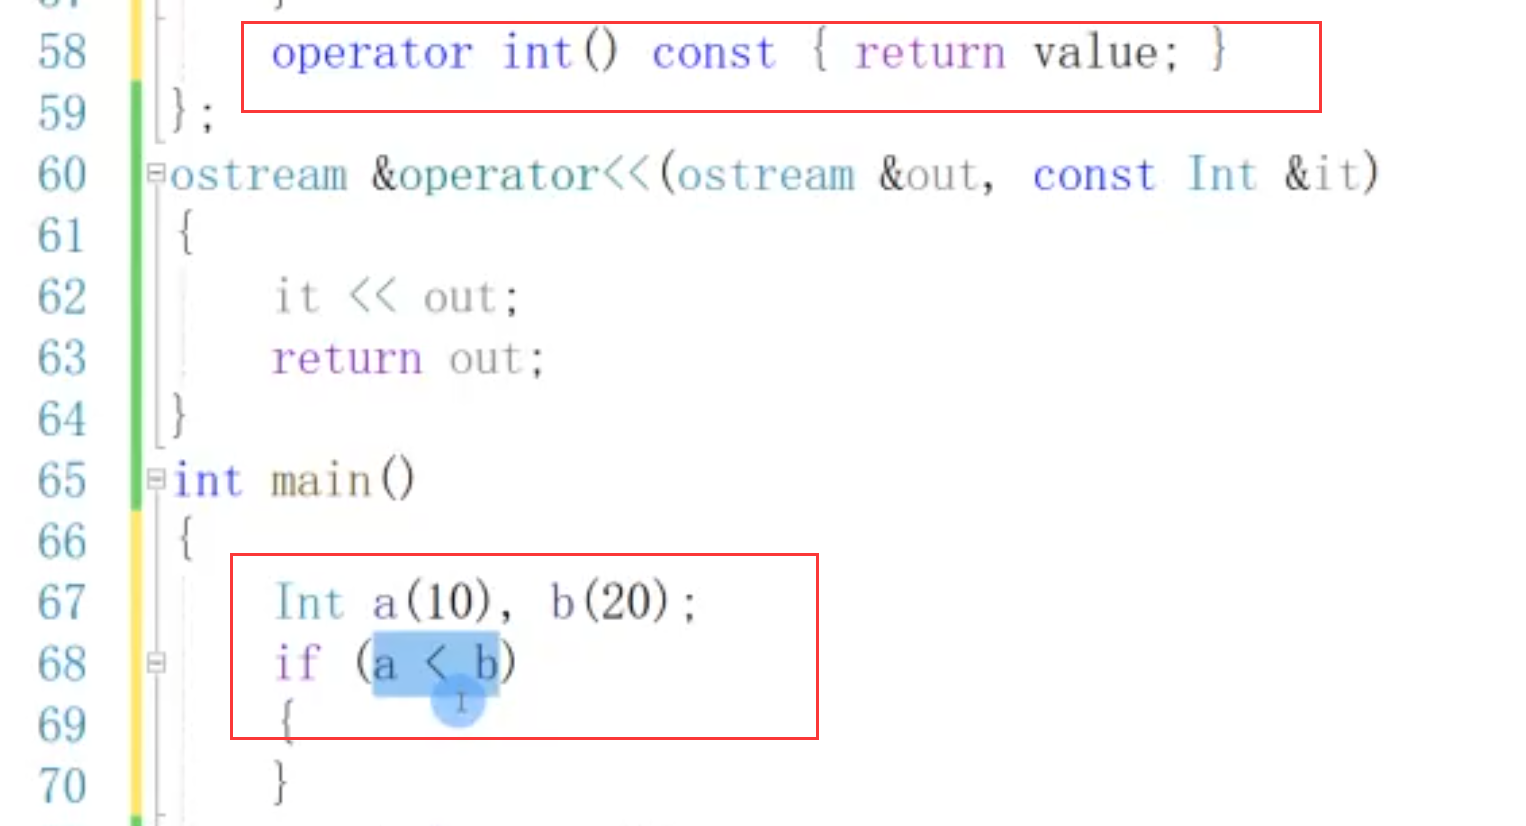 58 operator int() const { return value; }
59 };
60 ostream &operator<<(ostream &out, const Int &it)
61 {
62 it << out;
63 return out;
64 }
65 int main()
66 {
67 Int a(10), b(20);
68 if (a < b)
69 {
70 }